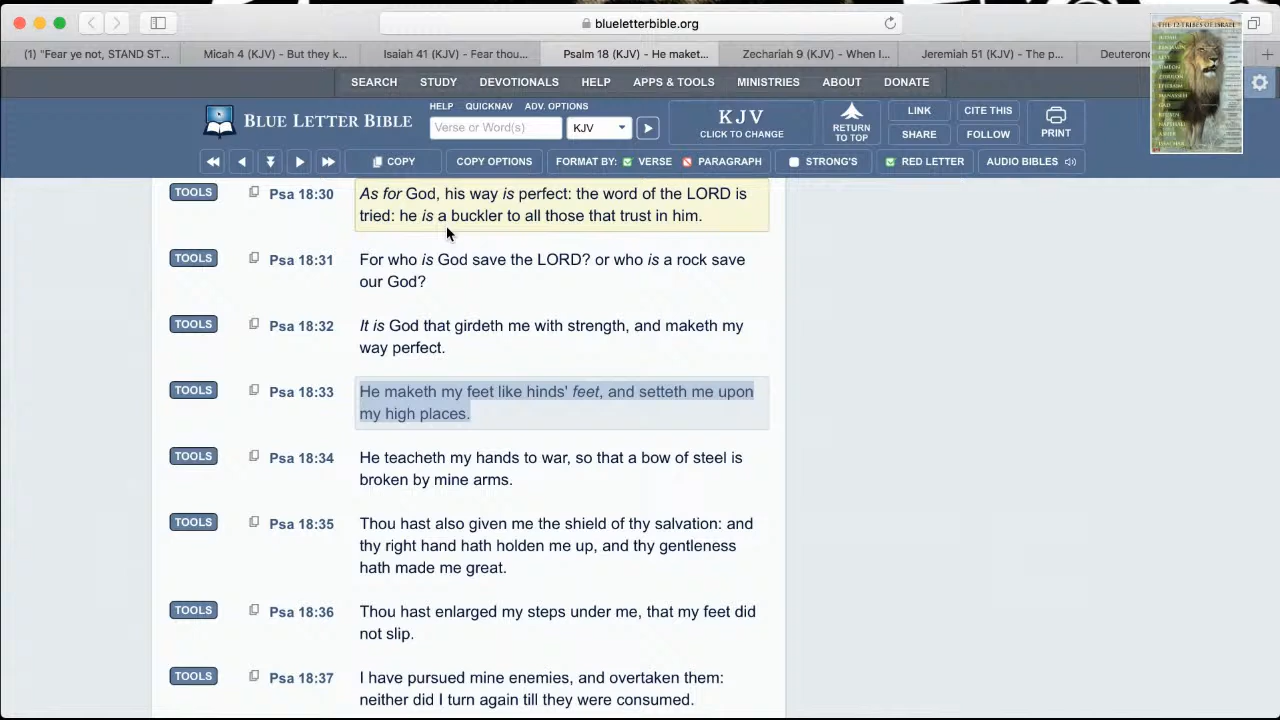 blueletterbible.org
(1) "Fear ye not, STAND ST...
Micah 4 (KJV) - But they k...
Isaiah 41 (KJV) - Fear thou...
Psalm 18 (KJV) - He maket...
Zechariah 9 (KJV) - When I...
Jeremiah 51 (KJV) - The p...
Deuterono
THE 12 TRIBES OF ISRAEL
SEARCH STUDY DEVOTIONALS HELP APPS & TOOLS MINISTRIES ABOUT DONATE
HELP QUICKNAV ADV. OPTIONS
BLUE LETTER BIBLE
Verse or Word(s)
KJV
KJV
CLICK TO CHANGE
RETURN
TO TOP
LINK
CITE THIS
SHARE
FOLLOW
PRINT
COPY COPY OPTIONS FORMAT BY: VERSE PARAGRAPH STRONG'S RED LETTER AUDIO BIBLES
TOOLS Psa 18:30 As for God, his way is perfect: the word of the LORD is
tried: he is a buckler to all those that trust in him.
TOOLS Psa 18:31 For who is God save the LORD? or who is a rock save
our God?
TOOLS Psa 18:32 It is God that girdeth me with strength, and maketh my
way perfect.
TOOLS Psa 18:33 He maketh my feet like hinds' feet, and setteth me upon
my high places.
TOOLS Psa 18:34 He teacheth my hands to war, so that a bow of steel is
broken by mine arms.
TOOLS Psa 18:35 Thou hast also given me the shield of thy salvation: and
thy right hand hath holden me up, and thy gentleness
hath made me great.
TOOLS Psa 18:36 Thou hast enlarged my steps under me, that my feet did
not slip.
TOOLS Psa 18:37 I have pursued mine enemies, and overtaken them:
neither did I turn again till they were consumed.